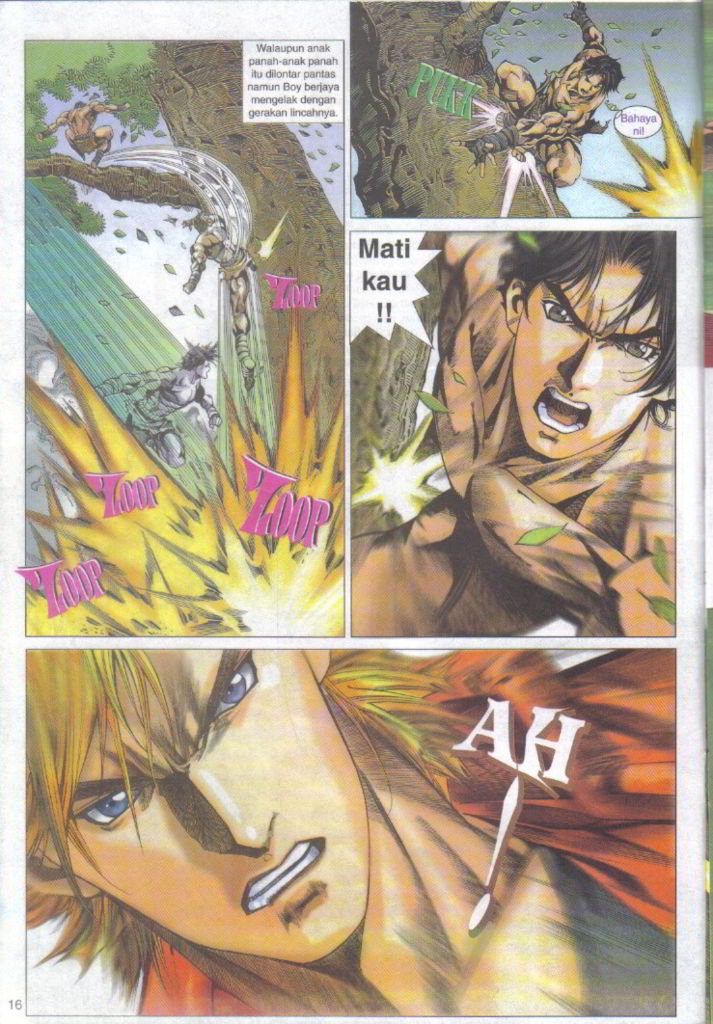 Walaupun anak
panah-anak panah
itu dilontar pantas
namun Boy berjaya
mengelak dengan
gerakan lincahnya.
ZOOP
ZOOP
ZOOP
ZOOP
PUKK
Bahaya
ni!
Mati
kau
!!
AH
!
16